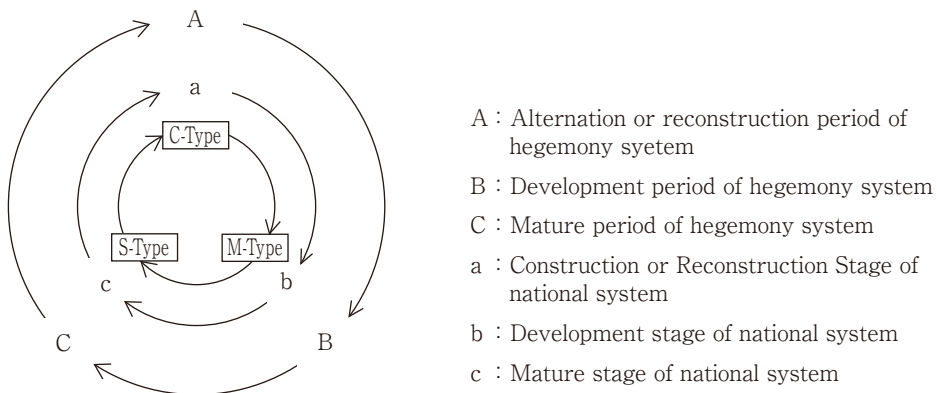 A
a
C-Type
S-Type
M-Type
c
b
C
B
A : Alternation or reconstruction period of
hegemony syetem
B : Development period of hegemony system
C : Mature period of hegemony system
a : Construction or Reconstruction Stage of
national system
b : Development stage of national system
c : Mature stage of national system